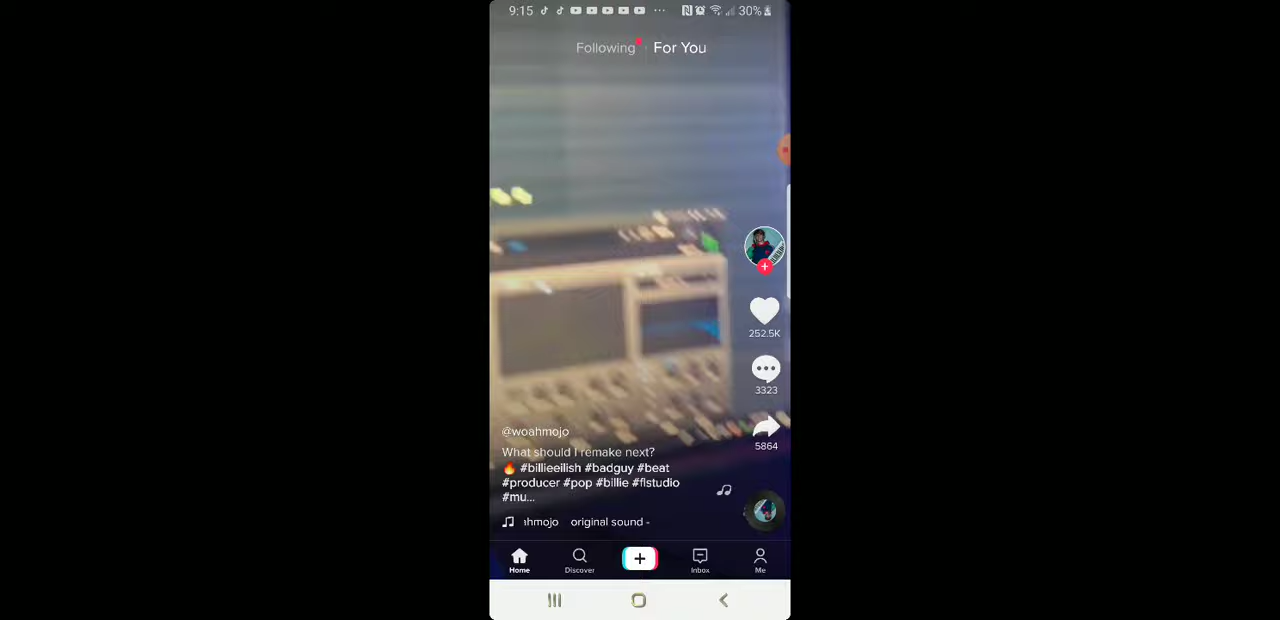 9:15
30%
Following For You
252.5K
3323
5864
@woahmojo
What should I remake next?
🔥 #billieeilish #badguy #beat
#producer #pop #billie #flstudio
#mu...
ahmojo original sound -
Home Discover Inbox Me